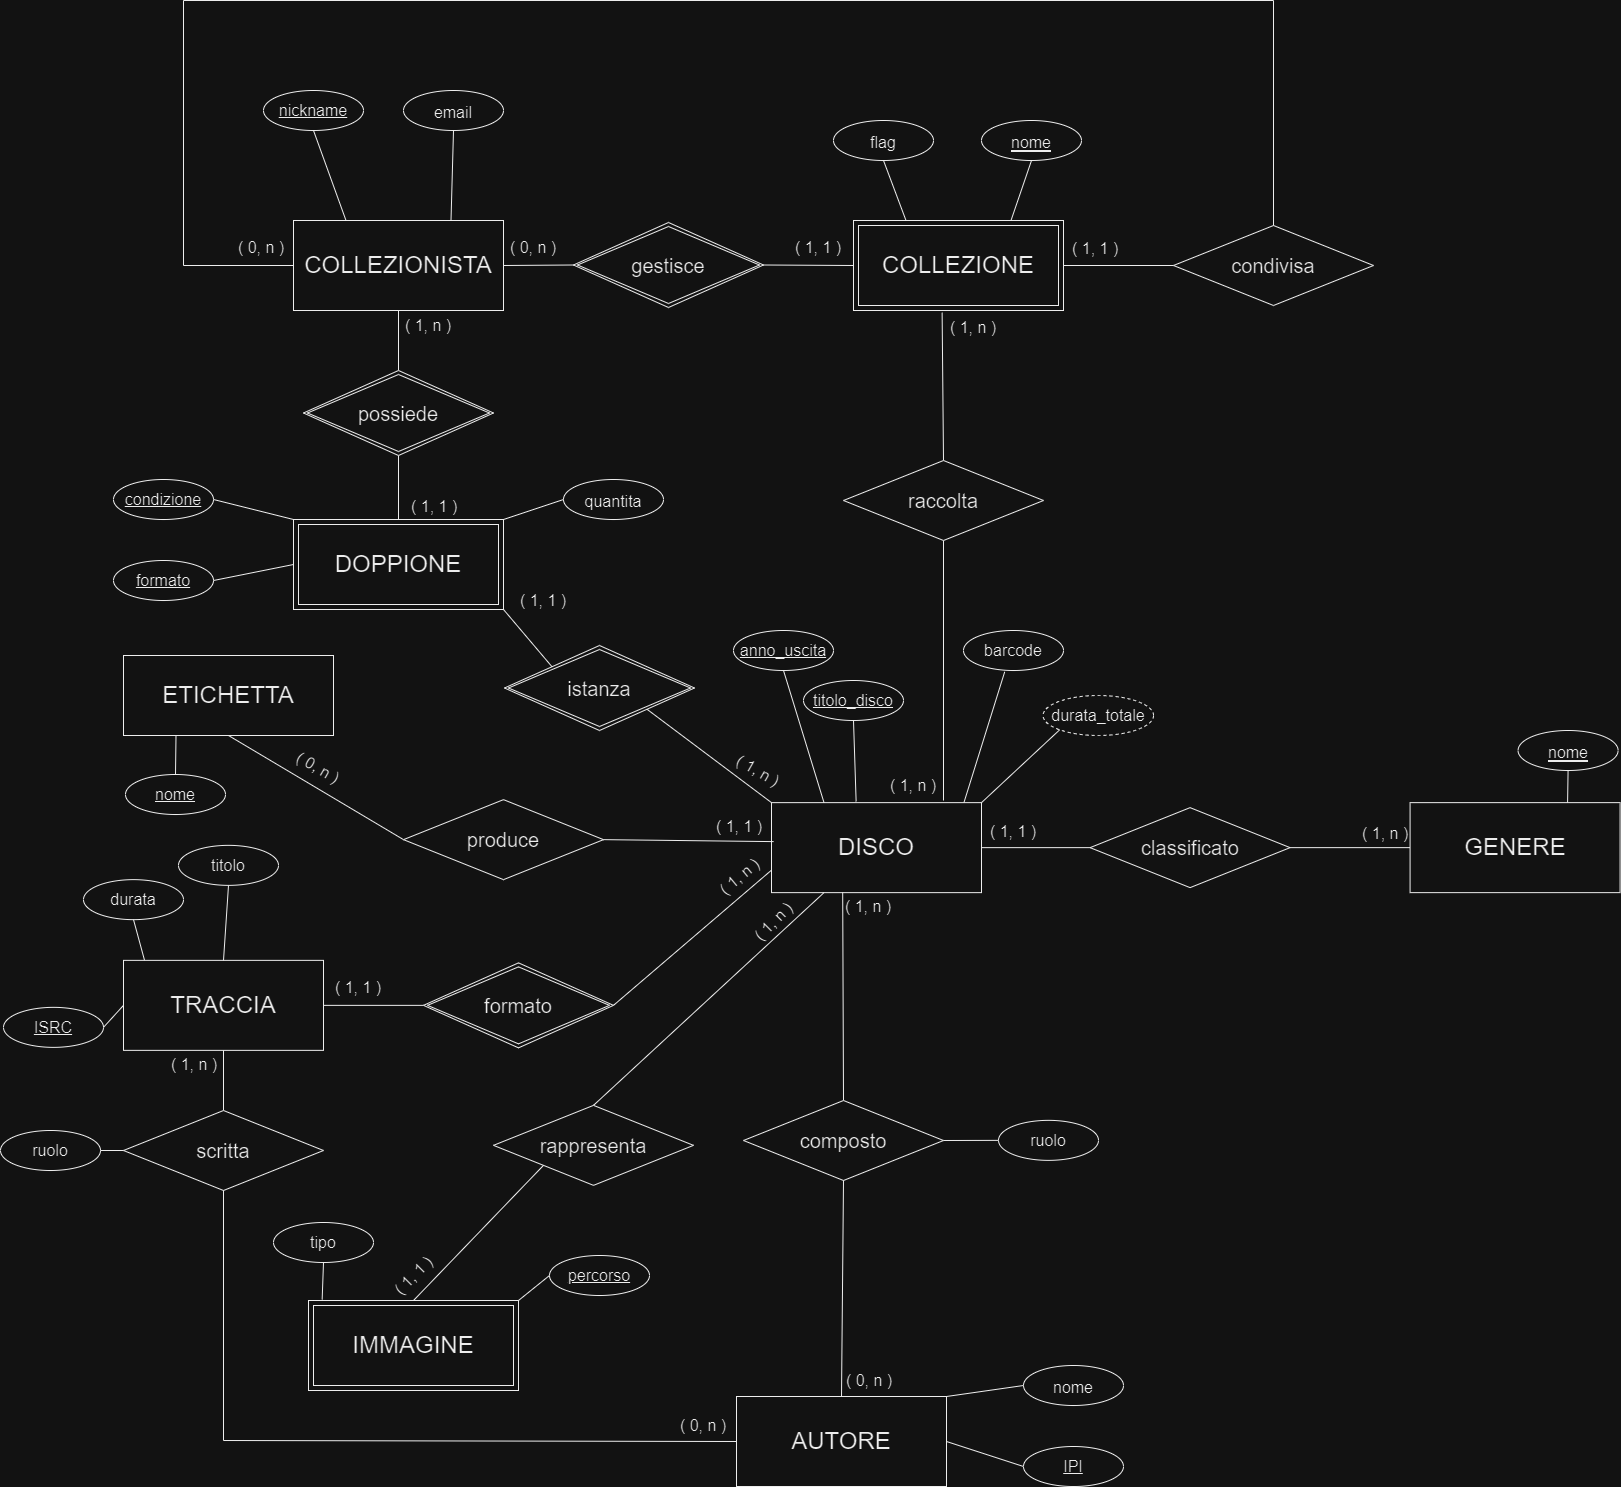 nickname
email
flag
nome
( 0, n )
COLLEZIONISTA
( 0, n )
gestisce
( 1, 1 )
COLLEZIONE
( 1, 1 )
condivisa
( 1, n )
( 1, n )
possiede
condizione
quantita
( 1, 1 )
raccolta
DOPPIONE
formato
( 1, 1 )
anno_uscita
barcode
ETICHETTA
istanza
titolo_disco
durata_totale
( 0, n )
( 1, n )
nome
( 1, n )
nome
produce
( 1, 1 )
DISCO
( 1, 1 )
classificato
( 1, n )
GENERE
titolo
( 1, n )
durata
( 1, n )
( 1, n )
TRACCIA
( 1, 1 )
formato
ISRC
( 1, n )
ruolo
scritta
rappresenta
composto
ruolo
tipo
( 1, 1 )
percorso
IMMAGINE
( 0, n )
nome
( 0, n )
AUTORE
IPI